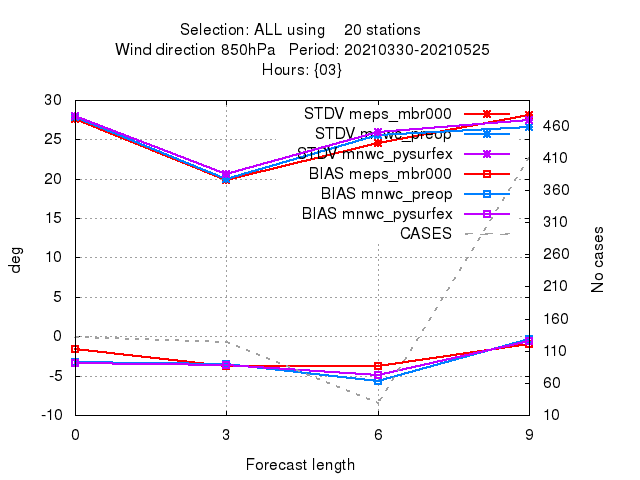 Selection: ALL using 20 stations
Wind direction 850hPa Period: 20210330-20210525
Hours: {03}
30
25
20
15
10
5
0
-5
-10
deg
STDV meps_mbr000
STDV mnwc_preop
STDV mnwc_pysurfex
BIAS meps_mbr000
BIAS mnwc_preop
BIAS mnwc_pysurfex
CASES
460
410
360
310
260
210
160
110
60
10
No cases
0 3 6 9
Forecast length